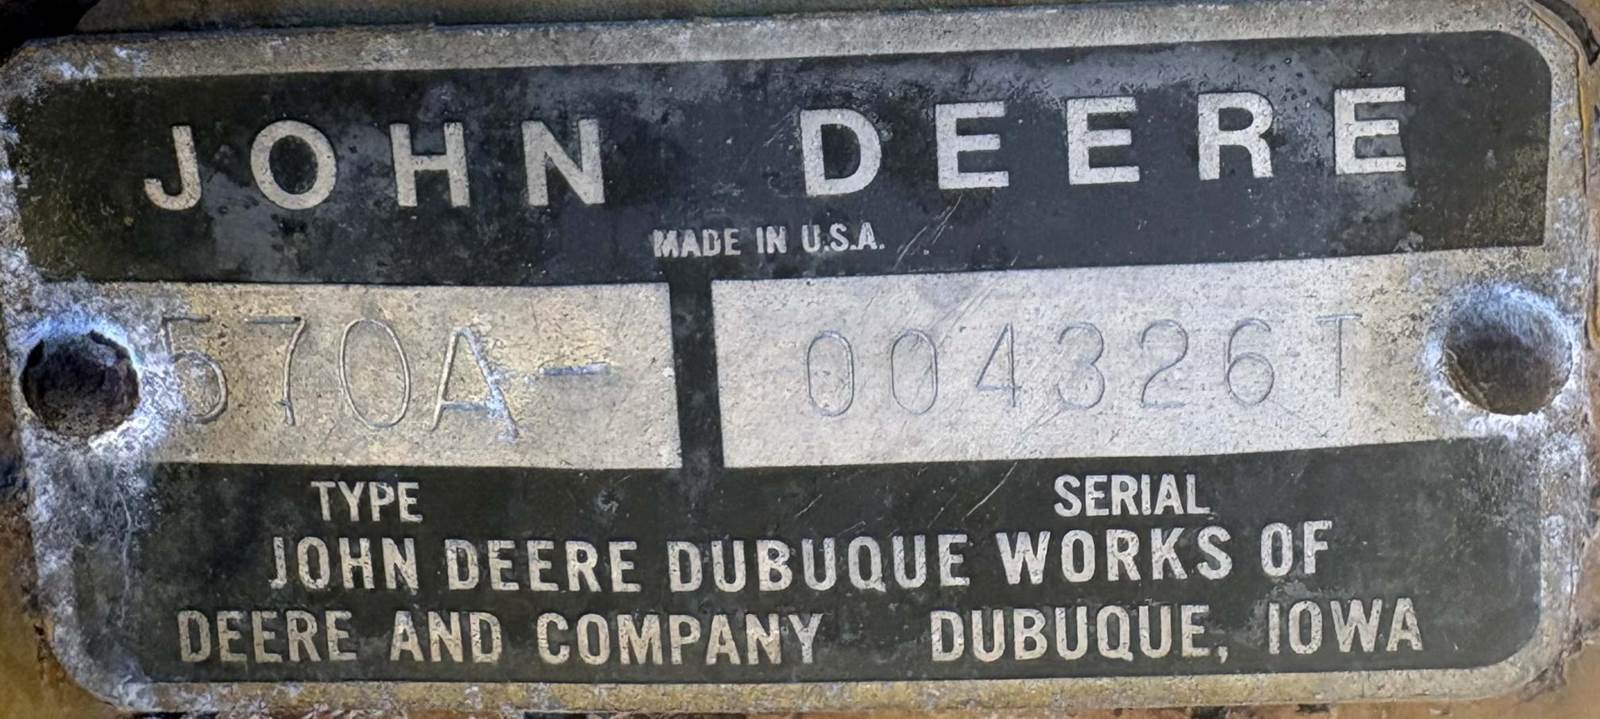 JOHN DEERE
MADE IN U.S.A.
570A- 004326T
TYPE SERIAL
JOHN DEERE DUBUQUE WORKS OF
DEERE AND COMPANY DUBUQUE, IOWA